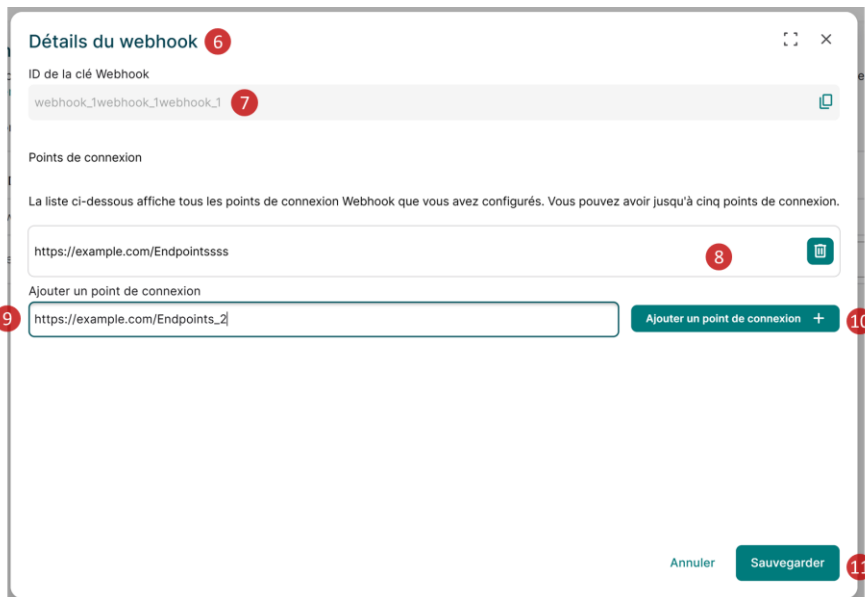 Détails du webhook 6
ID de la clé Webhook
webhook_1webhook_1webhook_1 7
Points de connexion
La liste ci-dessous affiche tous les points de connexion Webhook que vous avez configurés. Vous pouvez avoir jusqu'à cinq points de connexion.
https://example.com/Endpointssss 8
Ajouter un point de connexion
9 https://example.com/Endpoints_2 Ajouter un point de connexion + 10
Annuler Sauvegarder 11